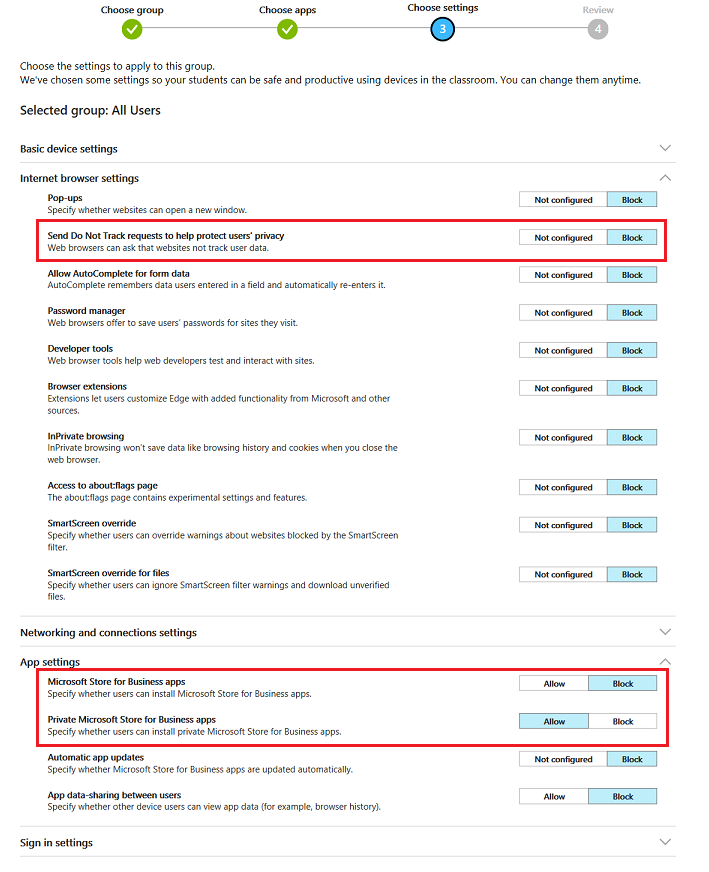 Choose group
Choose apps
Choose settings
Review
3
4
Choose the settings to apply to this group.
We've chosen some settings so your students can be safe and productive using devices in the classroom. You can change them anytime.
Selected group: All Users
Basic device settings
Internet browser settings
Pop-ups
Specify whether websites can open a new window.
Not configured
Block
Send Do Not Track requests to help protect users' privacy
Web browsers can ask that websites not track user data.
Not configured
Block
Allow AutoComplete for form data
AutoComplete remembers data users entered in a field and automatically re-enters it.
Not configured
Block
Password manager
Web browsers offer to save users' passwords for sites they visit.
Not configured
Block
Developer tools
Web browser tools help web developers test and interact with sites.
Not configured
Block
Browser extensions
Extensions let users customize Edge with added functionality from Microsoft and other
sources.
Not configured
Block
InPrivate browsing
InPrivate browsing won't save data like browsing history and cookies when you close the
web browser.
Not configured
Block
Access to about:flags page
The about:flags page contains experimental settings and features.
Not configured
Block
SmartScreen override
Specify whether users can override warnings about websites blocked by the SmartScreen
filter.
Not configured
Block
SmartScreen override for files
Specify whether users can ignore SmartScreen filter warnings and download unverified
files.
Not configured
Block
Networking and connections settings
App settings
Microsoft Store for Business apps
Specify whether users can install Microsoft Store for Business apps.
Allow
Block
Private Microsoft Store for Business apps
Specify whether users can install private Microsoft Store for Business apps.
Allow
Block
Automatic app updates
Specify whether Microsoft Store for Business apps are updated automatically.
Not configured
Block
App data-sharing between users
Specify whether other device users can view app data (for example, browser history).
Allow
Block
Sign in settings